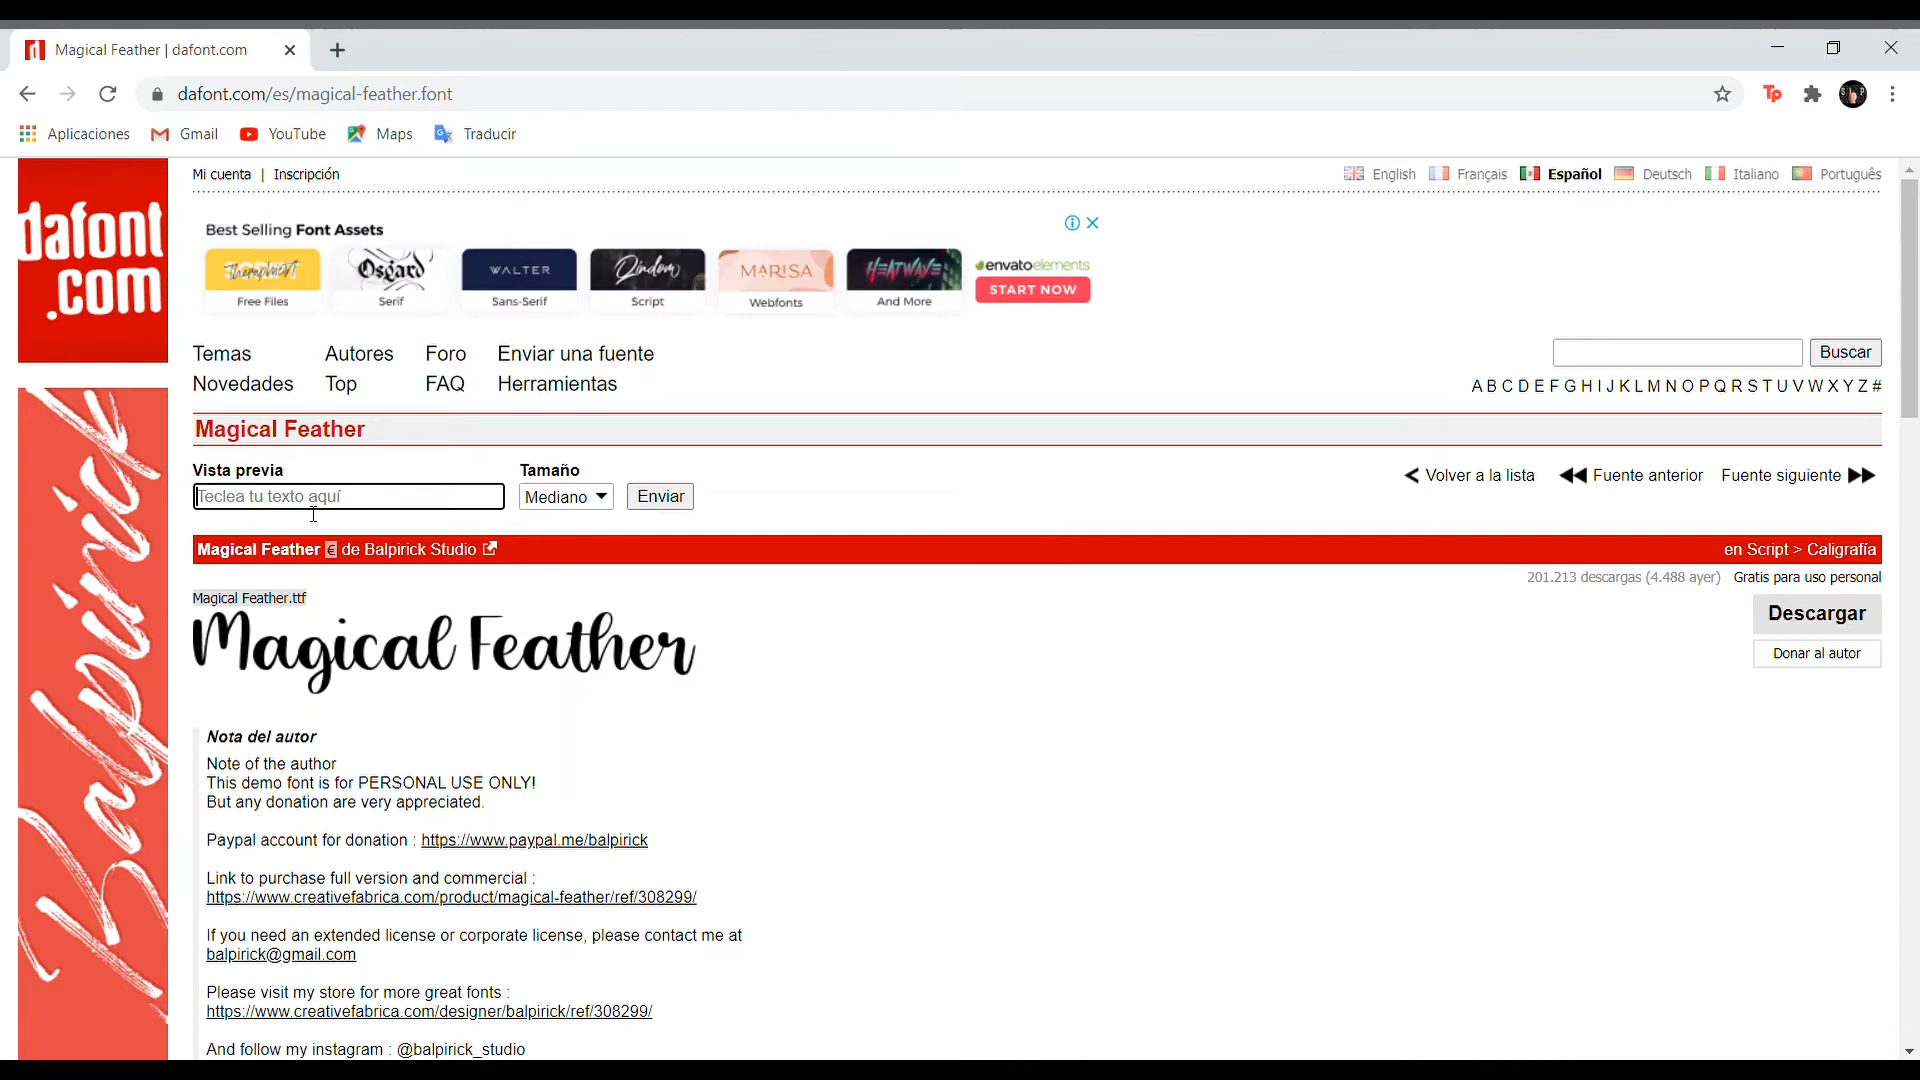 Magical Feather | dafont.com
dafont.com/es/magical-feather.font
Tp
Aplicaciones Gmail YouTube Maps Traducir
Mi cuenta | Inscripción
English Français Español Deutsch Italiano Português
dafont
.com
Best Selling Font Assets
Osgard WALTER MARISA HEATWAVE envatoelements
Free Files Serif Sans-Serif Script Webfonts And More START NOW
Temas Autores Foro Enviar una fuente
Novedades Top FAQ Herramientas
Buscar
A B C D E F G H I J K L M N O P Q R S T U V W X Y Z #
Magical Feather
Vista previa Tamaño
Teclea tu texto aquí Mediano Enviar
Volver a la lista Fuente anterior Fuente siguiente
Magical Feather € de Balpirick Studio
en Script > Caligrafía
201.213 descargas (4.488 ayer) Gratis para uso personal
Magical Feather.ttf
Magical Feather
Descargar
Donar al autor
Balpirick
Nota del autor
Note of the author
This demo font is for PERSONAL USE ONLY!
But any donation are very appreciated.
Paypal account for donation : https://www.paypal.me/balpirick
Link to purchase full version and commercial :
https://www.creativefabrica.com/product/magical-feather/ref/308299/
If you need an extended license or corporate license, please contact me at
balpirick@gmail.com
Please visit my store for more great fonts :
https://www.creativefabrica.com/designer/balpirick/ref/308299/
And follow my instagram : @balpirick_studio